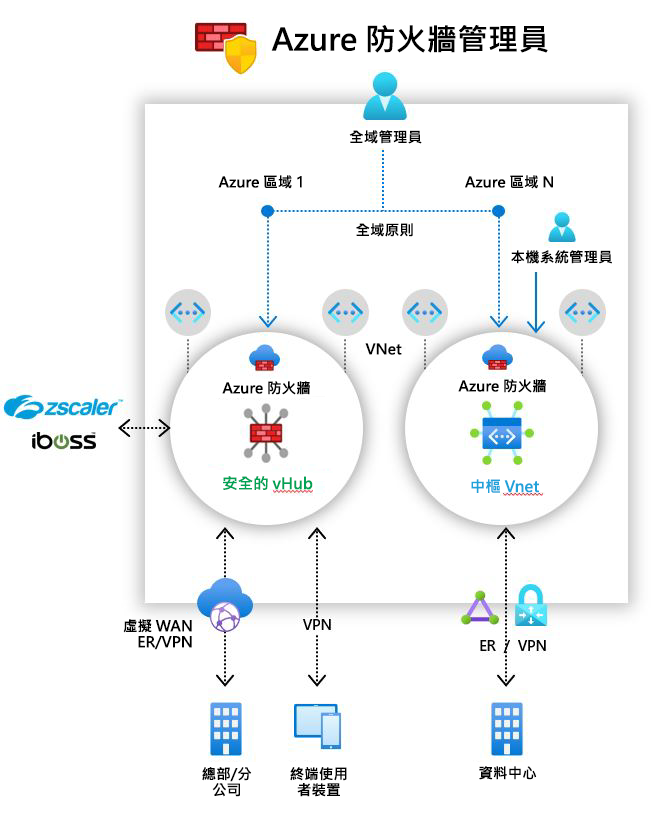 Azure 防火牆管理員
全域管理員
Azure 區域 1
Azure 區域 N
全域原則
本機系統管理員
VNet
Azure 防火牆
Azure 防火牆
zscaler™
iboss™
安全的 vHub
中樞 Vnet
虛擬 WAN
ER/VPN
VPN
ER / VPN
總部/分
公司
終端使用
者裝置
資料中心